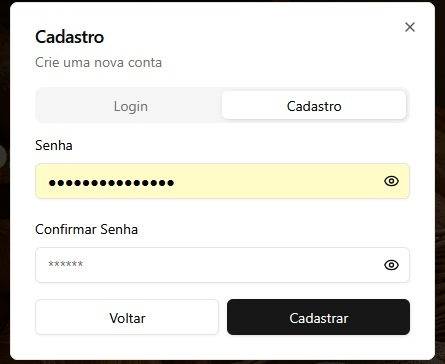 Cadastro
Crie uma nova conta
Login
Cadastro
Senha
●●●●●●●●●●●●●●●
Confirmar Senha
******
Voltar
Cadastrar